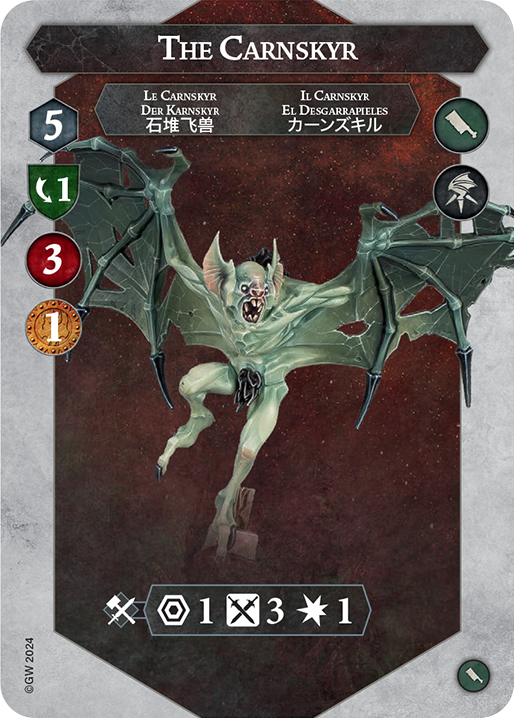 THE CARNSKYR
LE CARNSKYR
DER KARNSKYR
石堆飞兽
IL CARNSKYR
EL DESGARRAPIELES
カーンズキル
5
1
3
1
1 3 1
©GW 2024